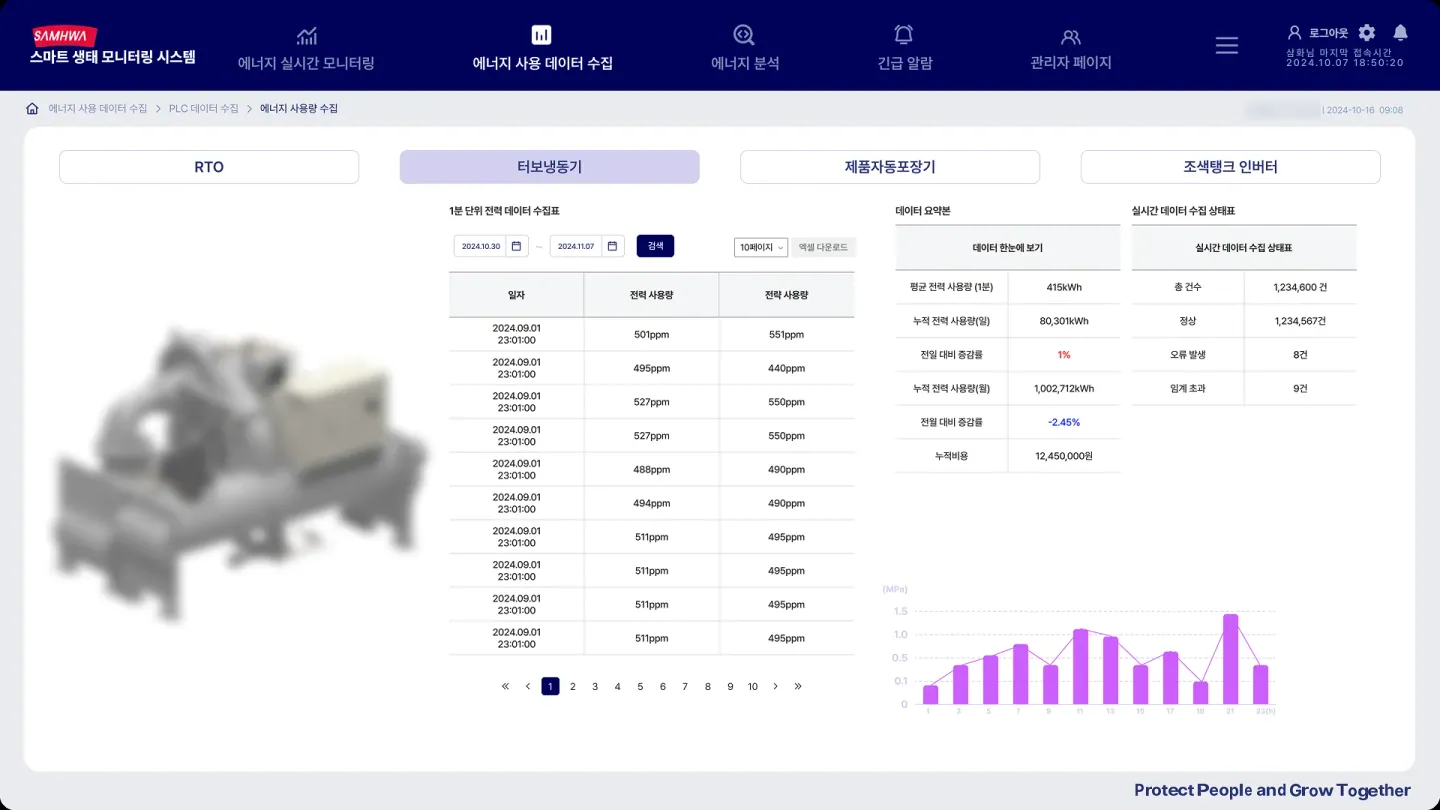 SAMHWA
스마트 생태 모니터링 시스템
에너지 실시간 모니터링
에너지 사용 데이터 수집
에너지 분석
긴급 알람
관리자 페이지
로그아웃
삼화님 마지막 접속시간
2024.10.07 18:50:20
에너지 사용 데이터 수집 > PLC 데이터 수집 > 에너지 사용량 수집
| 2024-10-16 09:08
RTO
터보냉동기
제품자동포장기
조색탱크 인버터
1분 단위 전력 데이터 수집표
2024.10.30 ~ 2024.11.07 검색
10페이지 엑셀 다운로드
일자 전력 사용량 전략 사용량
2024.09.01 23:01:00 501ppm 551ppm
2024.09.01 23:01:00 495ppm 440ppm
2024.09.01 23:01:00 527ppm 550ppm
2024.09.01 23:01:00 527ppm 550ppm
2024.09.01 23:01:00 488ppm 490ppm
2024.09.01 23:01:00 494ppm 490ppm
2024.09.01 23:01:00 511ppm 495ppm
2024.09.01 23:01:00 511ppm 495ppm
2024.09.01 23:01:00 511ppm 495ppm
2024.09.01 23:01:00 511ppm 495ppm
« ‹ 1 2 3 4 5 6 7 8 9 10 › »
데이터 요약본
데이터 한눈에 보기
평균 전력 사용량 (1분) 415kWh
누적 전력 사용량(일) 80,301kWh
전일 대비 증감률 1%
누적 전력 사용량(월) 1,002,712kWh
전월 대비 증감률 -2.45%
누적비용 12,450,000원
실시간 데이터 수집 상태표
실시간 데이터 수집 상태표
총 건수 1,234,600 건
정상 1,234,567건
오류 발생 8건
임계 초과 9건
(MPa)
1.5
1.0
0.5
0.1
0
1 3 5 7 9 11 13 15 17 19 21 23(h)
Protect People and Grow Together